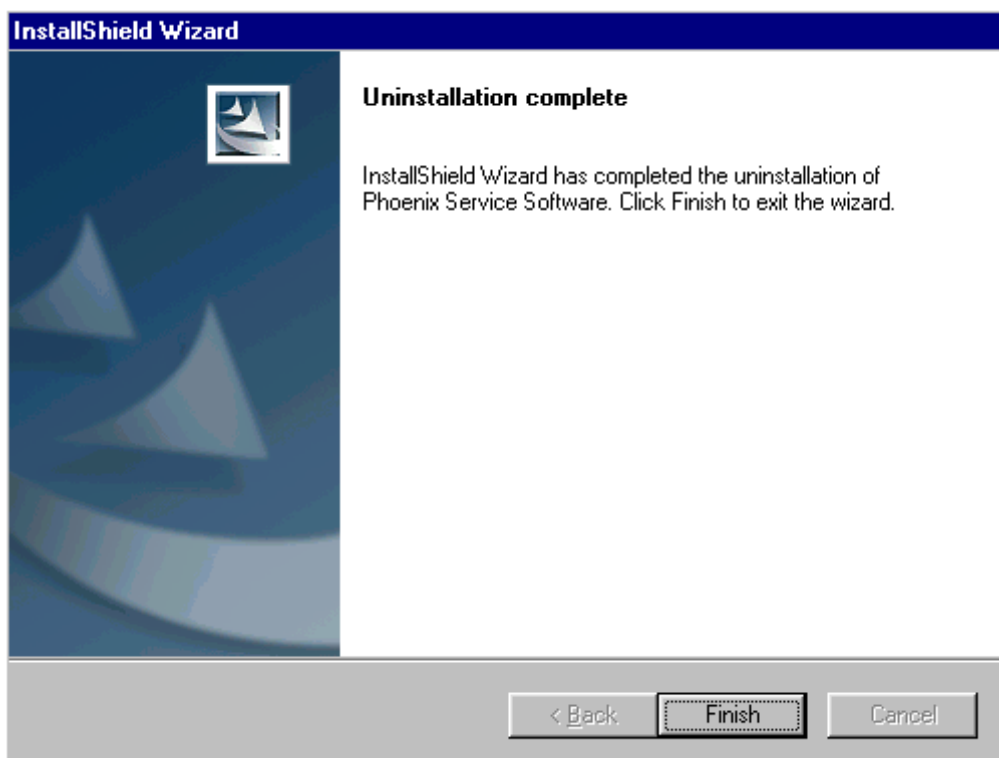 InstallShield Wizard
Uninstallation complete
InstallShield Wizard has completed the uninstallation of
Phoenix Service Software. Click Finish to exit the wizard.
< Back
Finish
Cancel